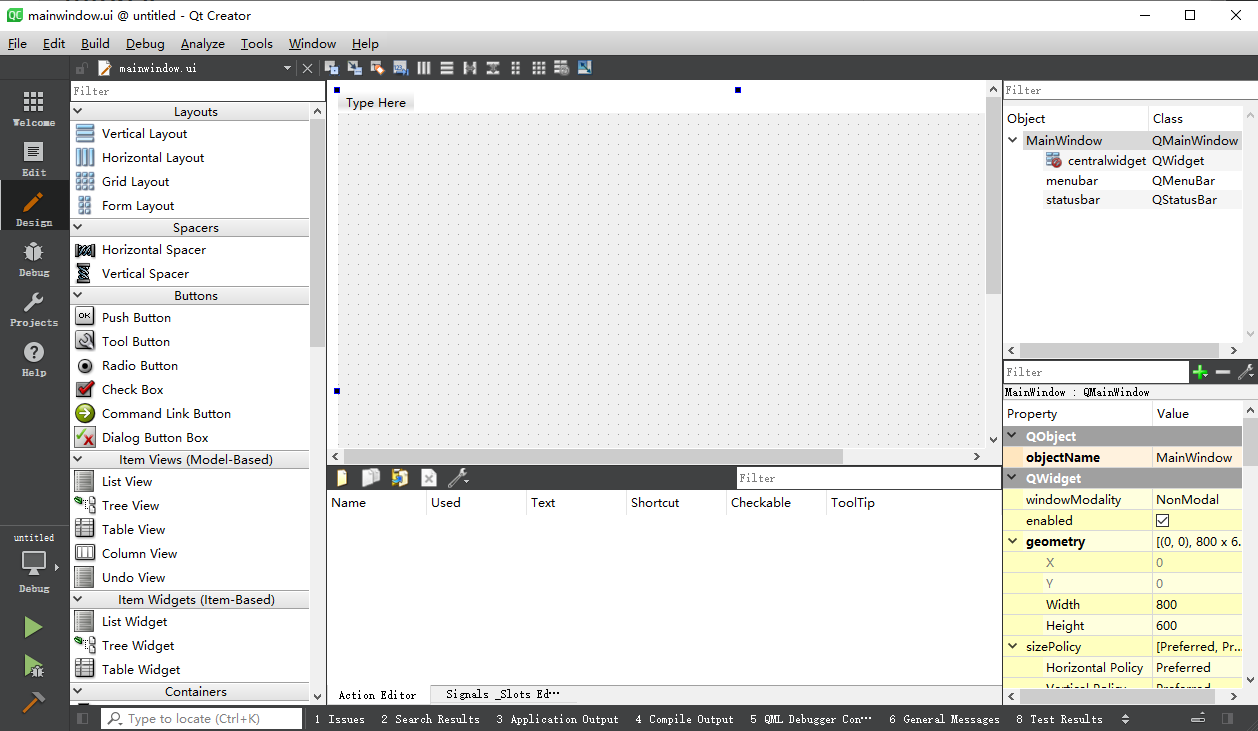 mainwindow.ui @ untitled - Qt Creator
File Edit Build Debug Analyze Tools Window Help
mainwindow.ui
Welcome
Edit
Design
Debug
Projects
Help
untitled
Debug
Filter
Layouts
Vertical Layout
Horizontal Layout
Grid Layout
Form Layout
Spacers
Horizontal Spacer
Vertical Spacer
Buttons
Push Button
Tool Button
Radio Button
Check Box
Command Link Button
Dialog Button Box
Item Views (Model-Based)
List View
Tree View
Table View
Column View
Undo View
Item Widgets (Item-Based)
List Widget
Tree Widget
Table Widget
Containers
Type Here
Filter
Name Used Text Shortcut Checkable ToolTip
Action Editor Signals _Slots Ed…
Filter
Object Class
MainWindow QMainWindow
centralwidget QWidget
menubar QMenuBar
statusbar QStatusBar
Filter
MainWindow : QMainWindow
Property Value
QObject
objectName MainWindow
QWidget
windowModality NonModal
enabled
geometry [(0, 0), 800 x 6..
X 0
Y 0
Width 800
Height 600
sizePolicy [Preferred, Pr...
Horizontal Policy Preferred
Vertical Policy Preferred
Type to locate (Ctrl+K) 1 Issues 2 Search Results 3 Application Output 4 Compile Output 5 QML Debugger Con… 6 General Messages 8 Test Results